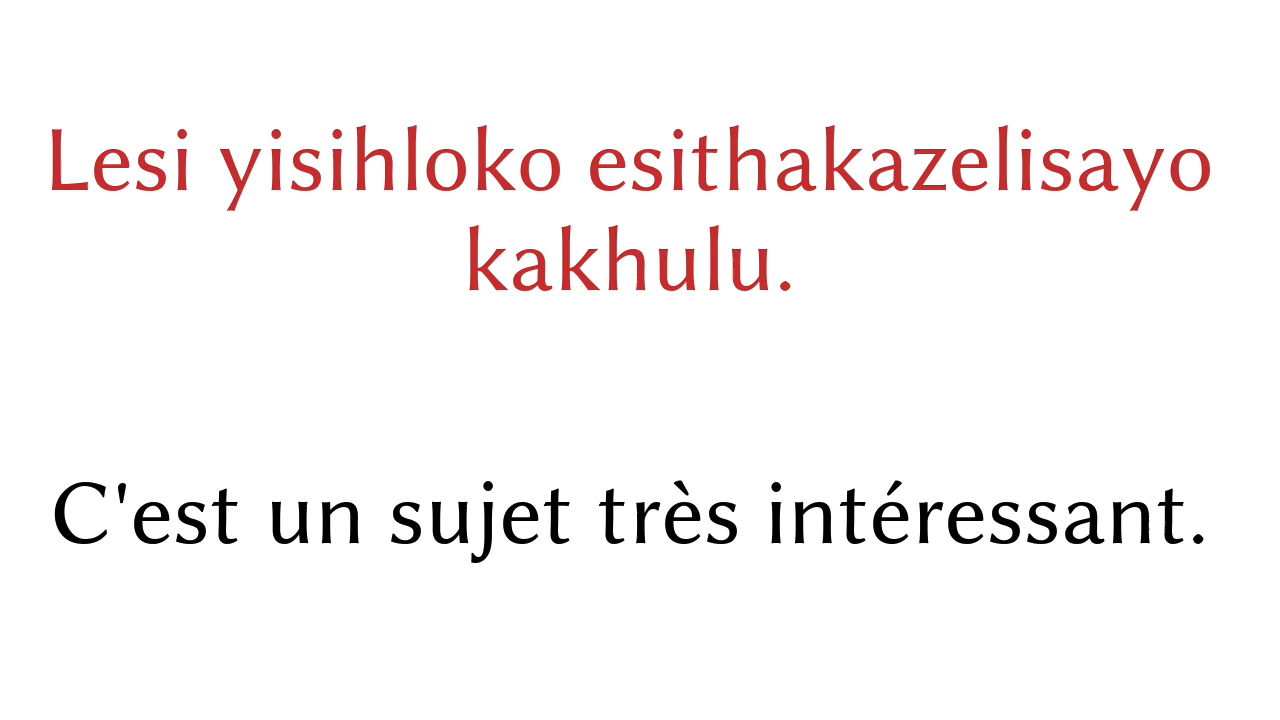 Lesi yisihloko esithakazelisayo
kakhulu.
C'est un sujet très intéressant.